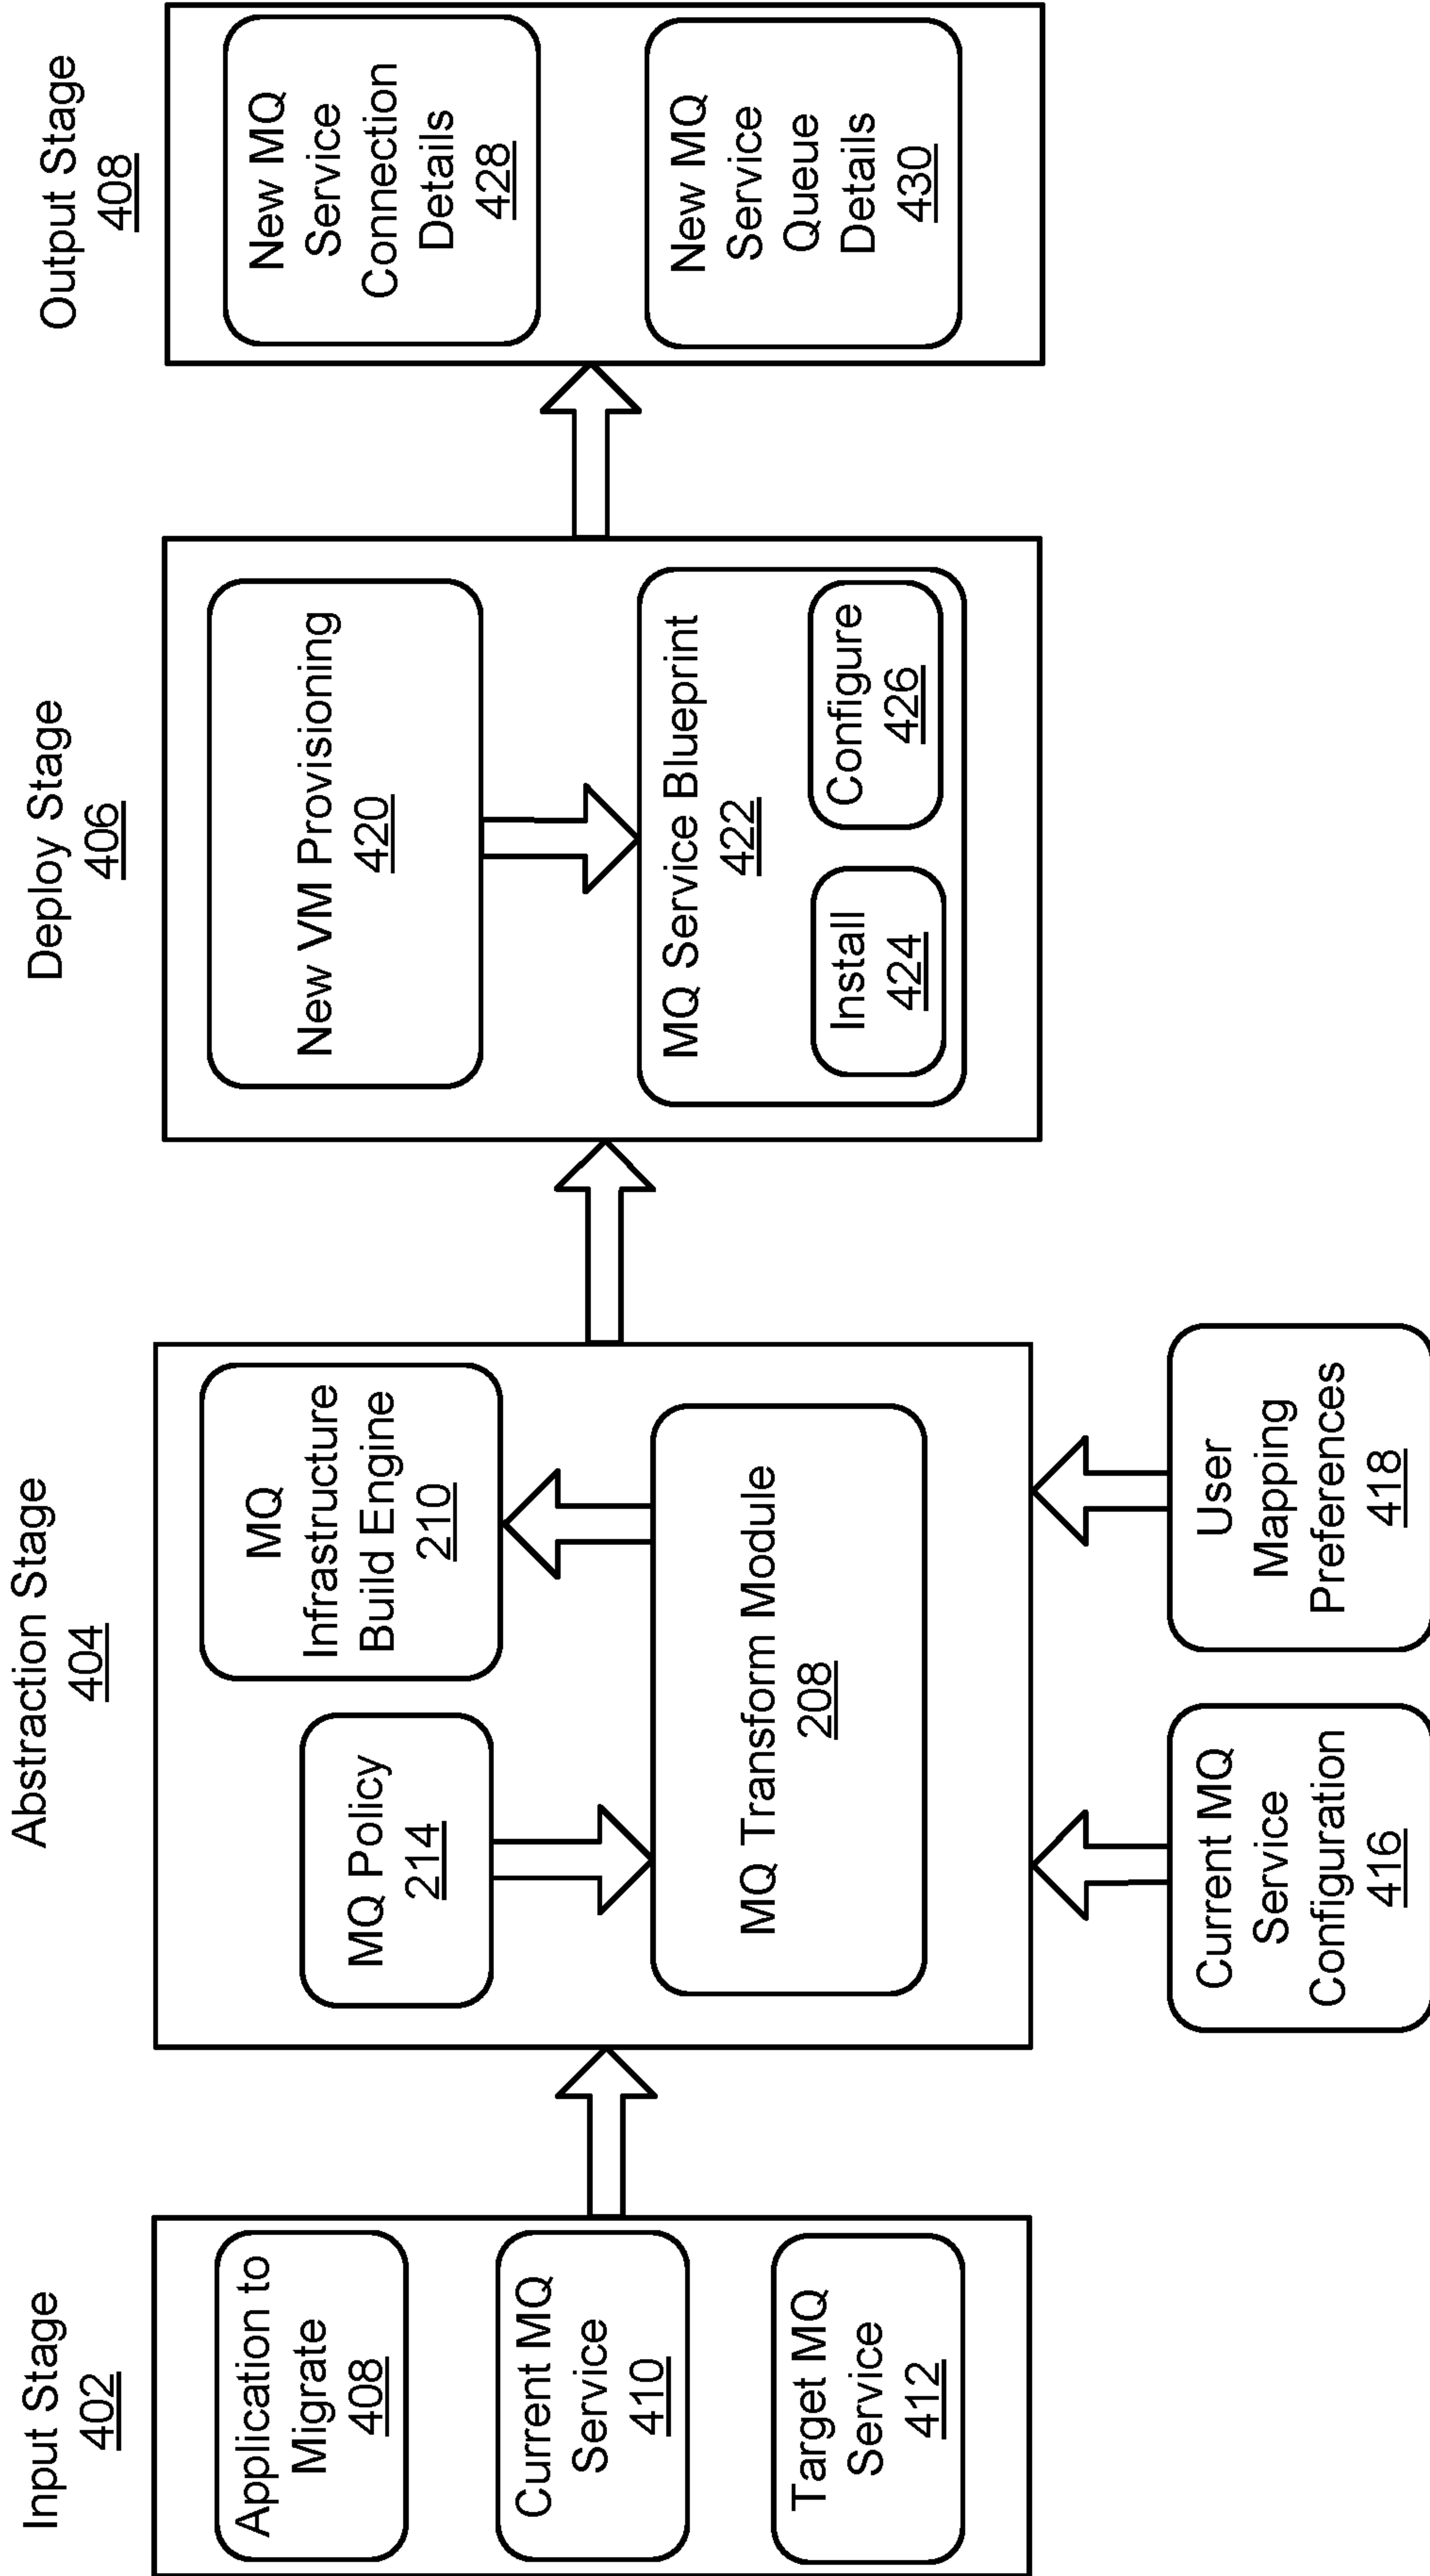 Input Stage
402
Application to
Migrate
408
Current MQ
Service
410
Target MQ
Service
412
Abstraction Stage
404
MQ Policy
214
MQ
Infrastructure
Build Engine
210
MQ Transform Module
208
Current MQ
Service
Configuration
416
User
Mapping
Preferences
418
Deploy Stage
406
New VM Provisioning
420
MQ Service Blueprint
422
Install
424
Configure
426
Output Stage
408
New MQ
Service
Connection
Details
428
New MQ
Service
Queue
Details
430